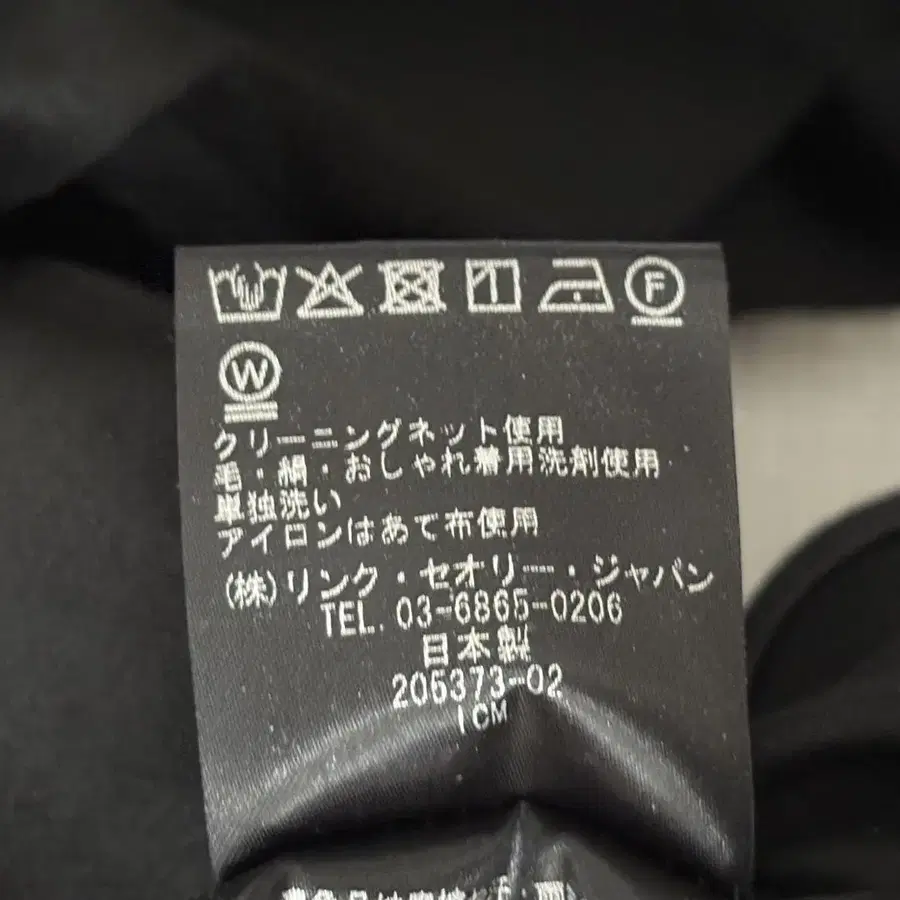 F
W
クリーニングネット使用
毛・絹・おしゃれ着用洗剤使用
単独洗い
アイロンはあて布使用
(株)リンク・セオリー・ジャパン
TEL. 03-6865-0206
日本製
206373-02
1CM